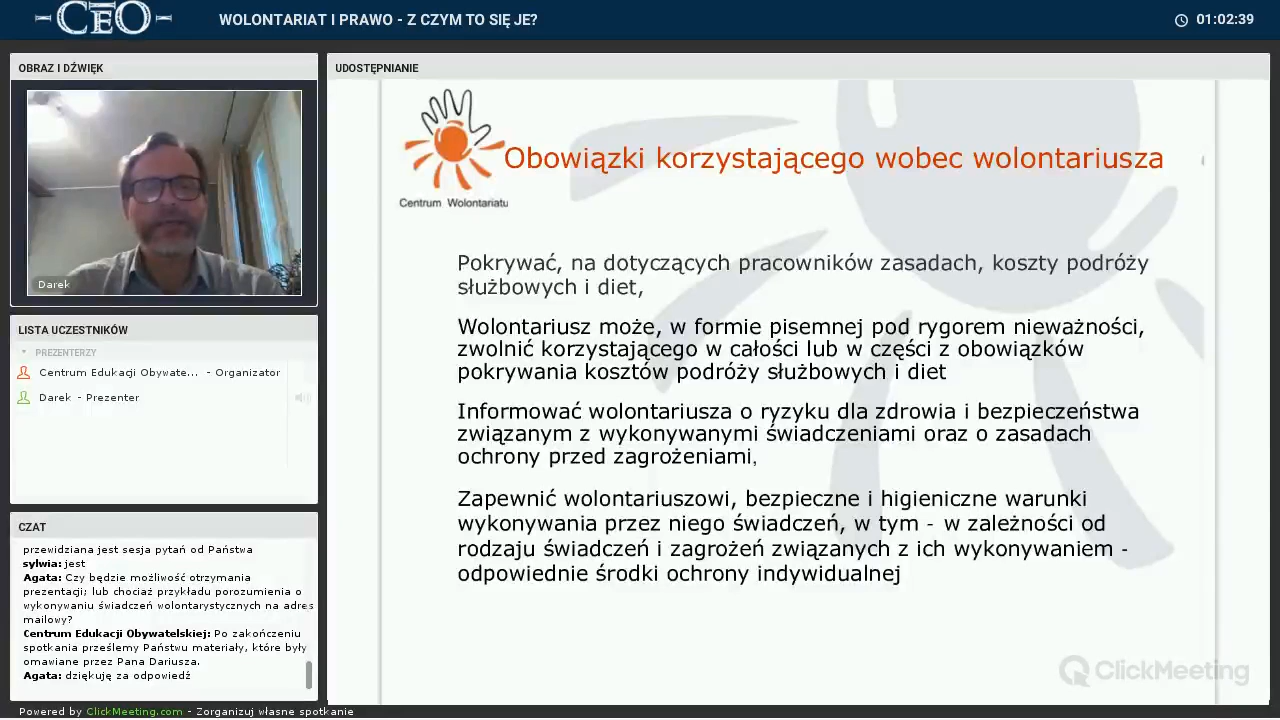 CEO
WOLONTARIAT I PRAWO - Z CZYM TO SIĘ JE?
01:02:39
OBRAZ I DŹWIĘK
Darek
LISTA UCZESTNIKÓW
PREZENTERZY
Centrum Edukacji Obywate... - Organizator
Darek - Prezenter
CZAT
przewidziana jest sesja pytań od Państwa
sylwia: jest
Agata: Czy będzie możliwość otrzymania
prezentagi; lub chociaż przykładu porozumienia o
wykonywaniu świadczeń wolontarystycznych na adres
mailowy?
Centrum Edukacji Obywatelskiej: Po zakończeniu
spotkania prześlemy Państwu materiały, które były
omawiane przez Pana Dariusza.
Agata: dziękuję za odpowiedź
UDOSTĘPNIANIE
Centrum Wolontariatu
Obowiązki korzystającego wobec wolontariusza
Pokrywać, na dotyczących pracowników zasadach, koszty podróży
służbowych i diet,
Wolontariusz może, w formie pisemnej pod rygorem nieważności,
zwolnić korzystającego w całości lub w części z obowiązków
pokrywania kosztów podróży służbowych i diet
Informować wolontariusza o ryzyku dla zdrowia i bezpieczeństwa
związanym z wykonywanymi świadczeniami oraz o zasadach
ochrony przed zagrożeniami,
Zapewnić wolontariuszowi, bezpieczne i higieniczne warunki
wykonywania przez niego świadczeń, w tym - w zależności od
rodzaju świadczeń i zagrożeń związanych z ich wykonywaniem -
odpowiednie środki ochrony indywidualnej
ClickMeeting
Powered by ClickMeeting.com - Zorganizuj własne spotkanie